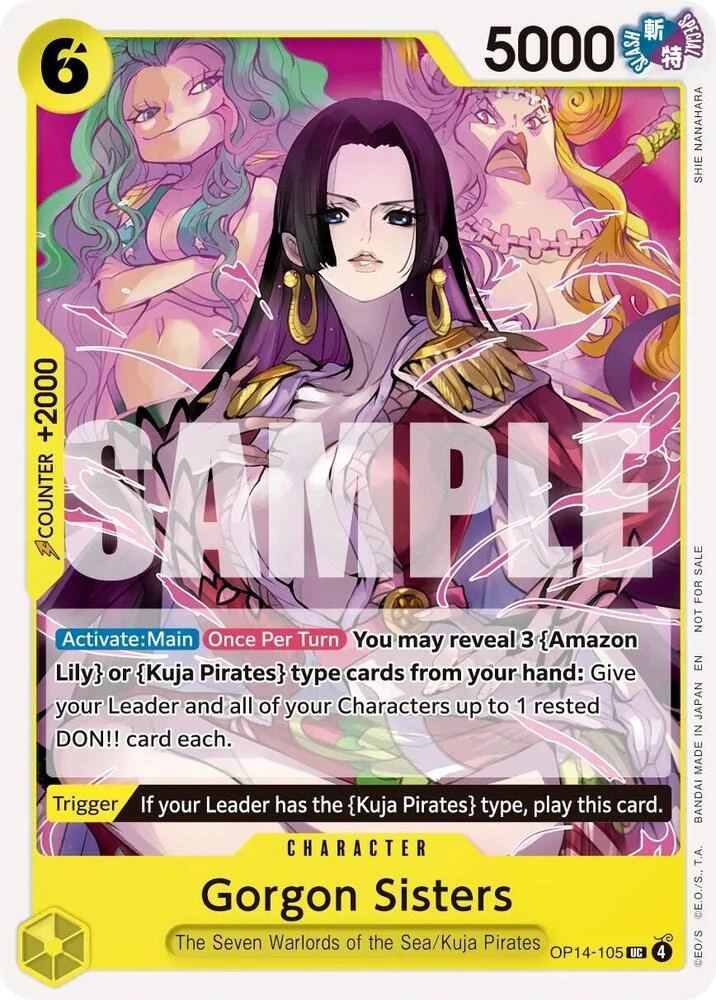 6
5000
斬
SLASH
特
SPECIAL
SHIE NANAHARA
COUNTER +2000
SAMPLE
Activate:Main Once Per Turn You may reveal 3 {Amazon
Lily} or {Kuja Pirates} type cards from your hand: Give
your Leader and all of your Characters up to 1 rested
DON!! card each.
Trigger If your Leader has the {Kuja Pirates} type, play this card.
CHARACTER
Gorgon Sisters
The Seven Warlords of the Sea/Kuja Pirates
OP14-105 UC 4
©E.O/S ©E.O./S., T.A. BANDAI MADE IN JAPAN EN NOT FOR SALE